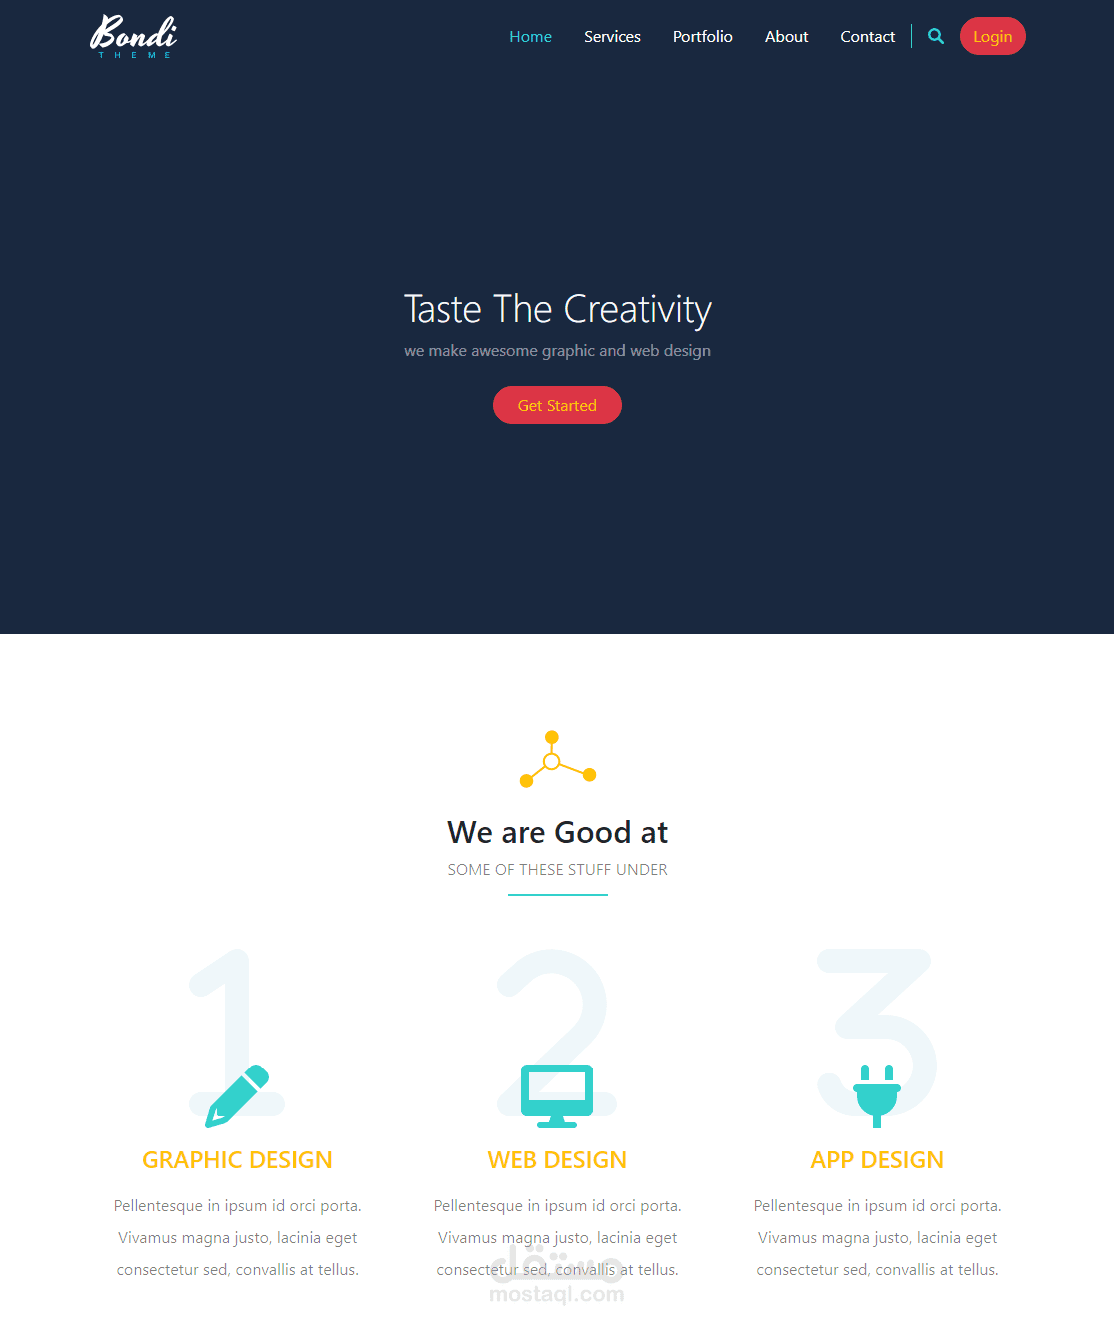 Bondi
THEME
Home Services Portfolio About Contact Login
Taste The Creativity
we make awesome graphic and web design
Get Started
We are Good at
SOME OF THESE STUFF UNDER
1 2 3
GRAPHIC DESIGN
Pellentesque in ipsum id orci porta.
Vivamus magna justo, lacinia eget
consectetur sed, convallis at tellus.
WEB DESIGN
Pellentesque in ipsum id orci porta.
Vivamus magna justo, lacinia eget
consectetur sed, convallis at tellus.
APP DESIGN
Pellentesque in ipsum id orci porta.
Vivamus magna justo, lacinia eget
consectetur sed, convallis at tellus.
مستقل
mostaql.com